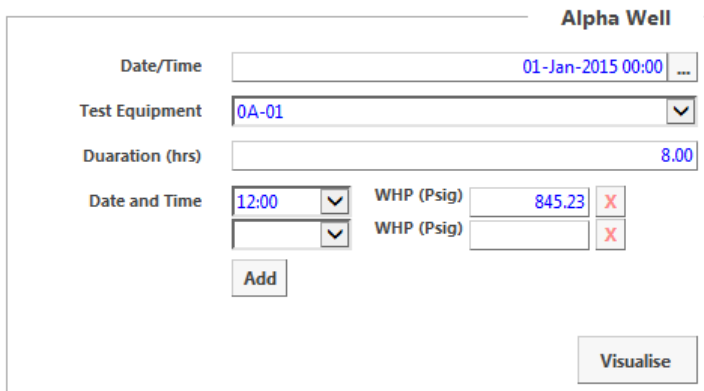 Alpha Well
Date/Time 01-Jan-2015 00:00 ...
Test Equipment 0A-01
Duaration (hrs) 8.00
Date and Time 12:00 WHP (Psig) 845.23 X
WHP (Psig) X
Add
Visualise